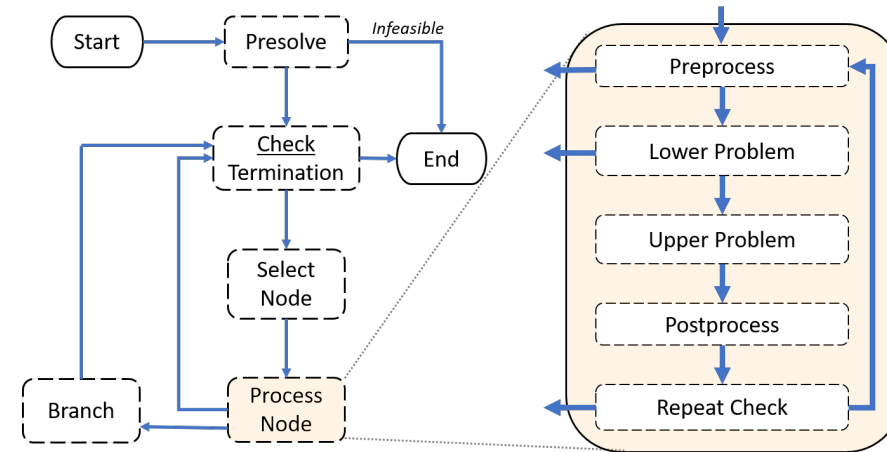 Start
Presolve
Infeasible
Check
Termination
End
Select
Node
Process
Node
Branch
Preprocess
Lower Problem
Upper Problem
Postprocess
Repeat Check